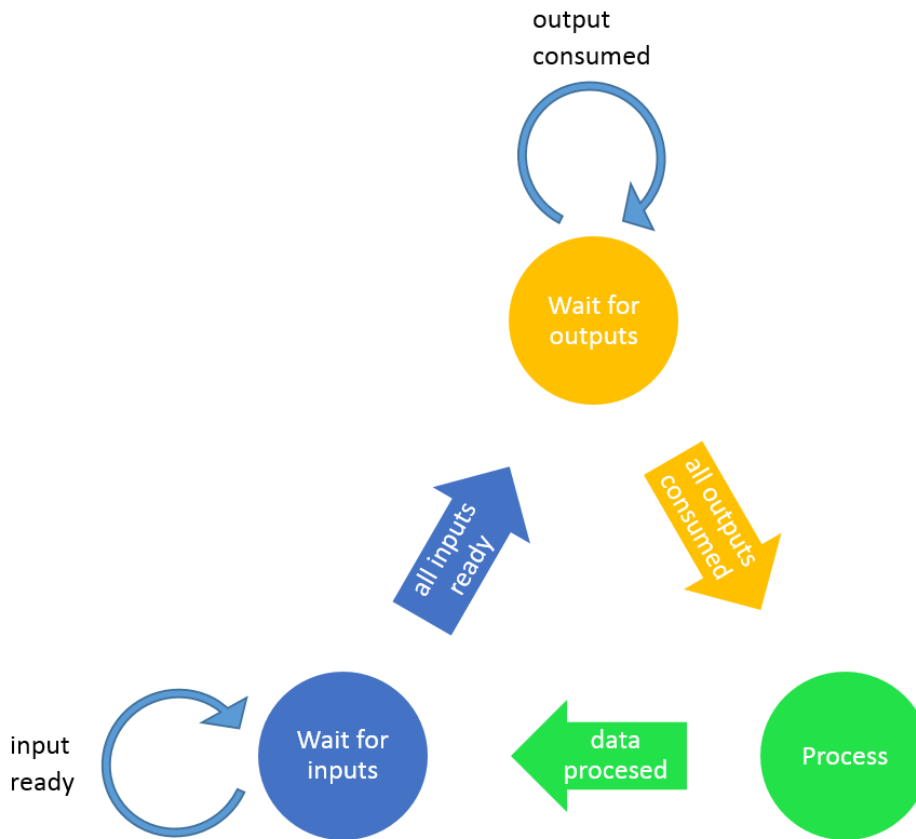 output
consumed
Wait for
outputs
all inputs
ready
all outputs
consumed
input
ready
Wait for
inputs
data
procesed
Process